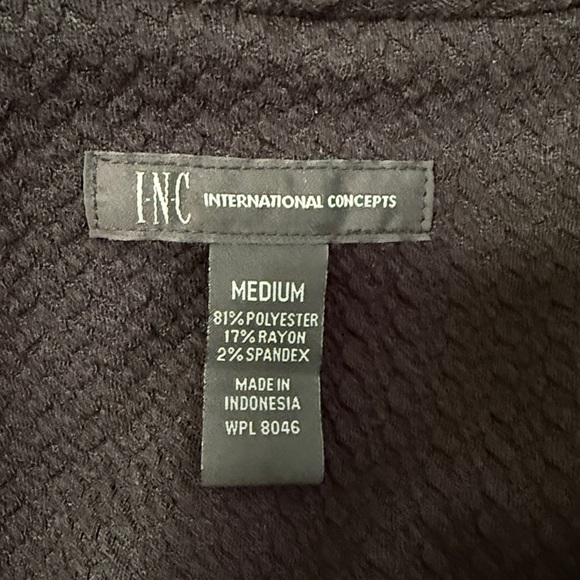 I·N·C INTERNATIONAL CONCEPTS
MEDIUM
81% POLYESTER
17% RAYON
2% SPANDEX
MADE IN
INDONESIA
WPL 8046